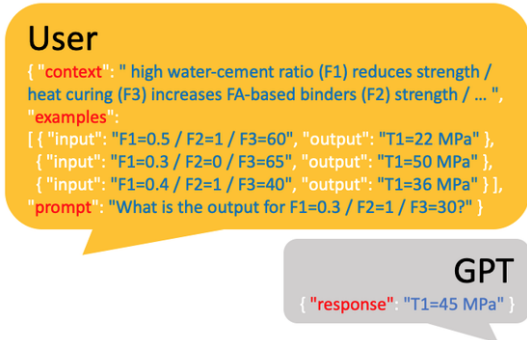 User
{ "context": " high water-cement ratio (F1) reduces strength /
heat curing (F3) increases FA-based binders (F2) strength / ... ",
"examples":
[ { "input": "F1=0.5 / F2=1 / F3=60", "output": "T1=22 MPa" },
{ "input": "F1=0.3 / F2=0 / F3=65", "output": "T1=50 MPa" },
{ "input": "F1=0.4 / F2=1 / F3=40", "output": "T1=36 MPa" } ],
"prompt": "What is the output for F1=0.3 / F2=1 / F3=30?" }
GPT
{ "response": "T1=45 MPa" }